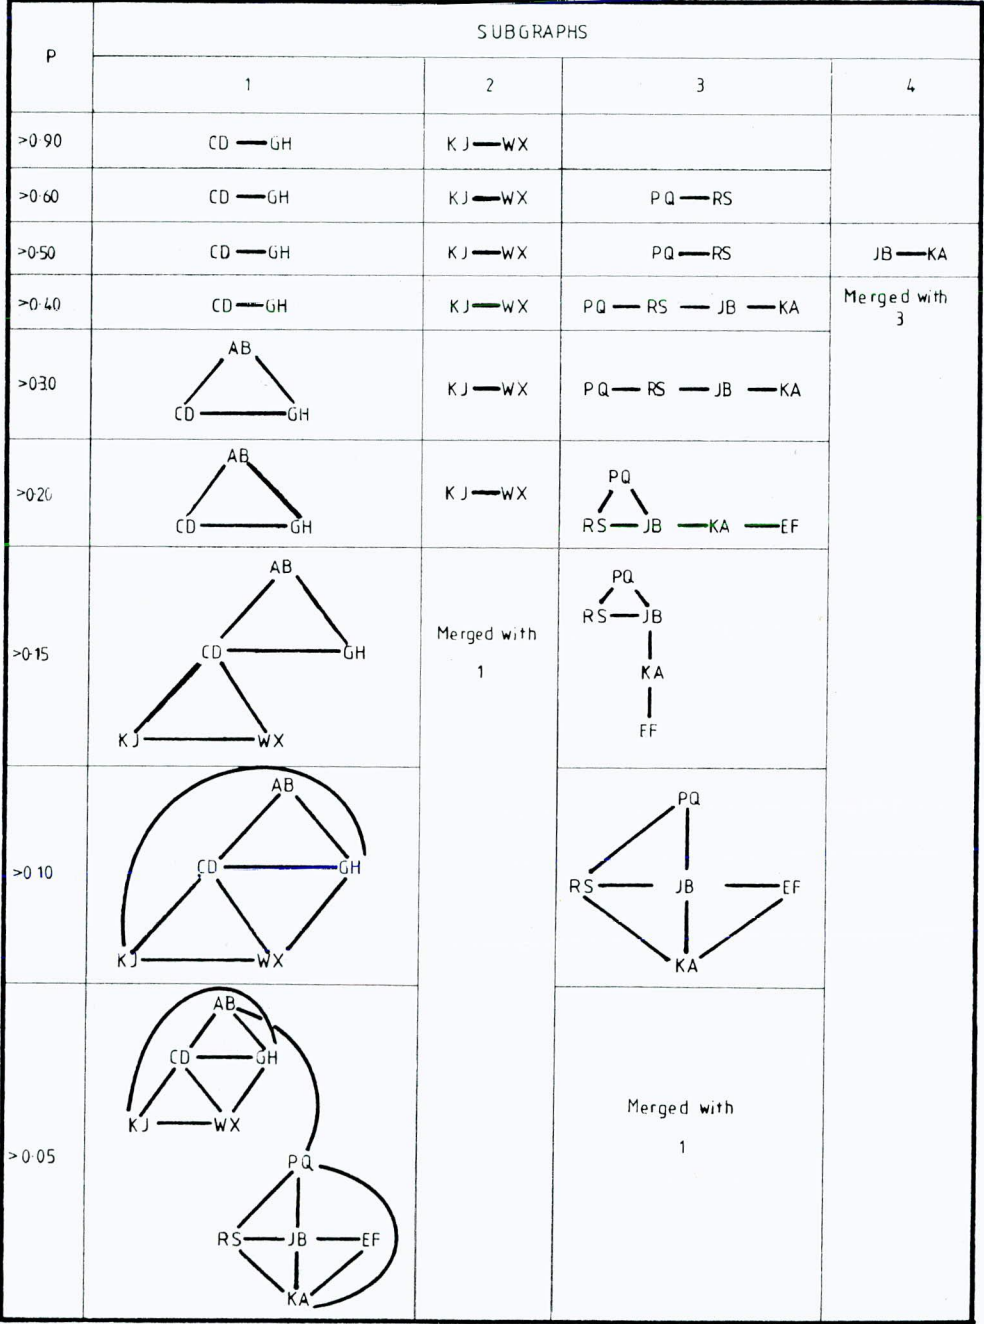 SUBGRAPHS
P
1 2 3 4
>0·90 CD GH KJ WX
>0·60 CD GH KJ WX PQ RS
>0·50 CD GH KJ WX PQ RS JB KA
>0·40 CD GH KJ WX PQ RS JB KA Merged with
3
AB
>0·30 KJ WX PQ RS JB KA
CD GH
AB
PQ
>0·20 KJ WX
CD GH RS JB KA EF
AB
PQ
RS JB
Merged with
>0·15 CD GH
1 KA
EF
KJ WX
AB
PQ
>0·10 CD GH
RS JB EF
KJ WX
KA
AB
CD GH
Merged with
KJ WX
1
>0·05
PQ
RS JB EF
KA